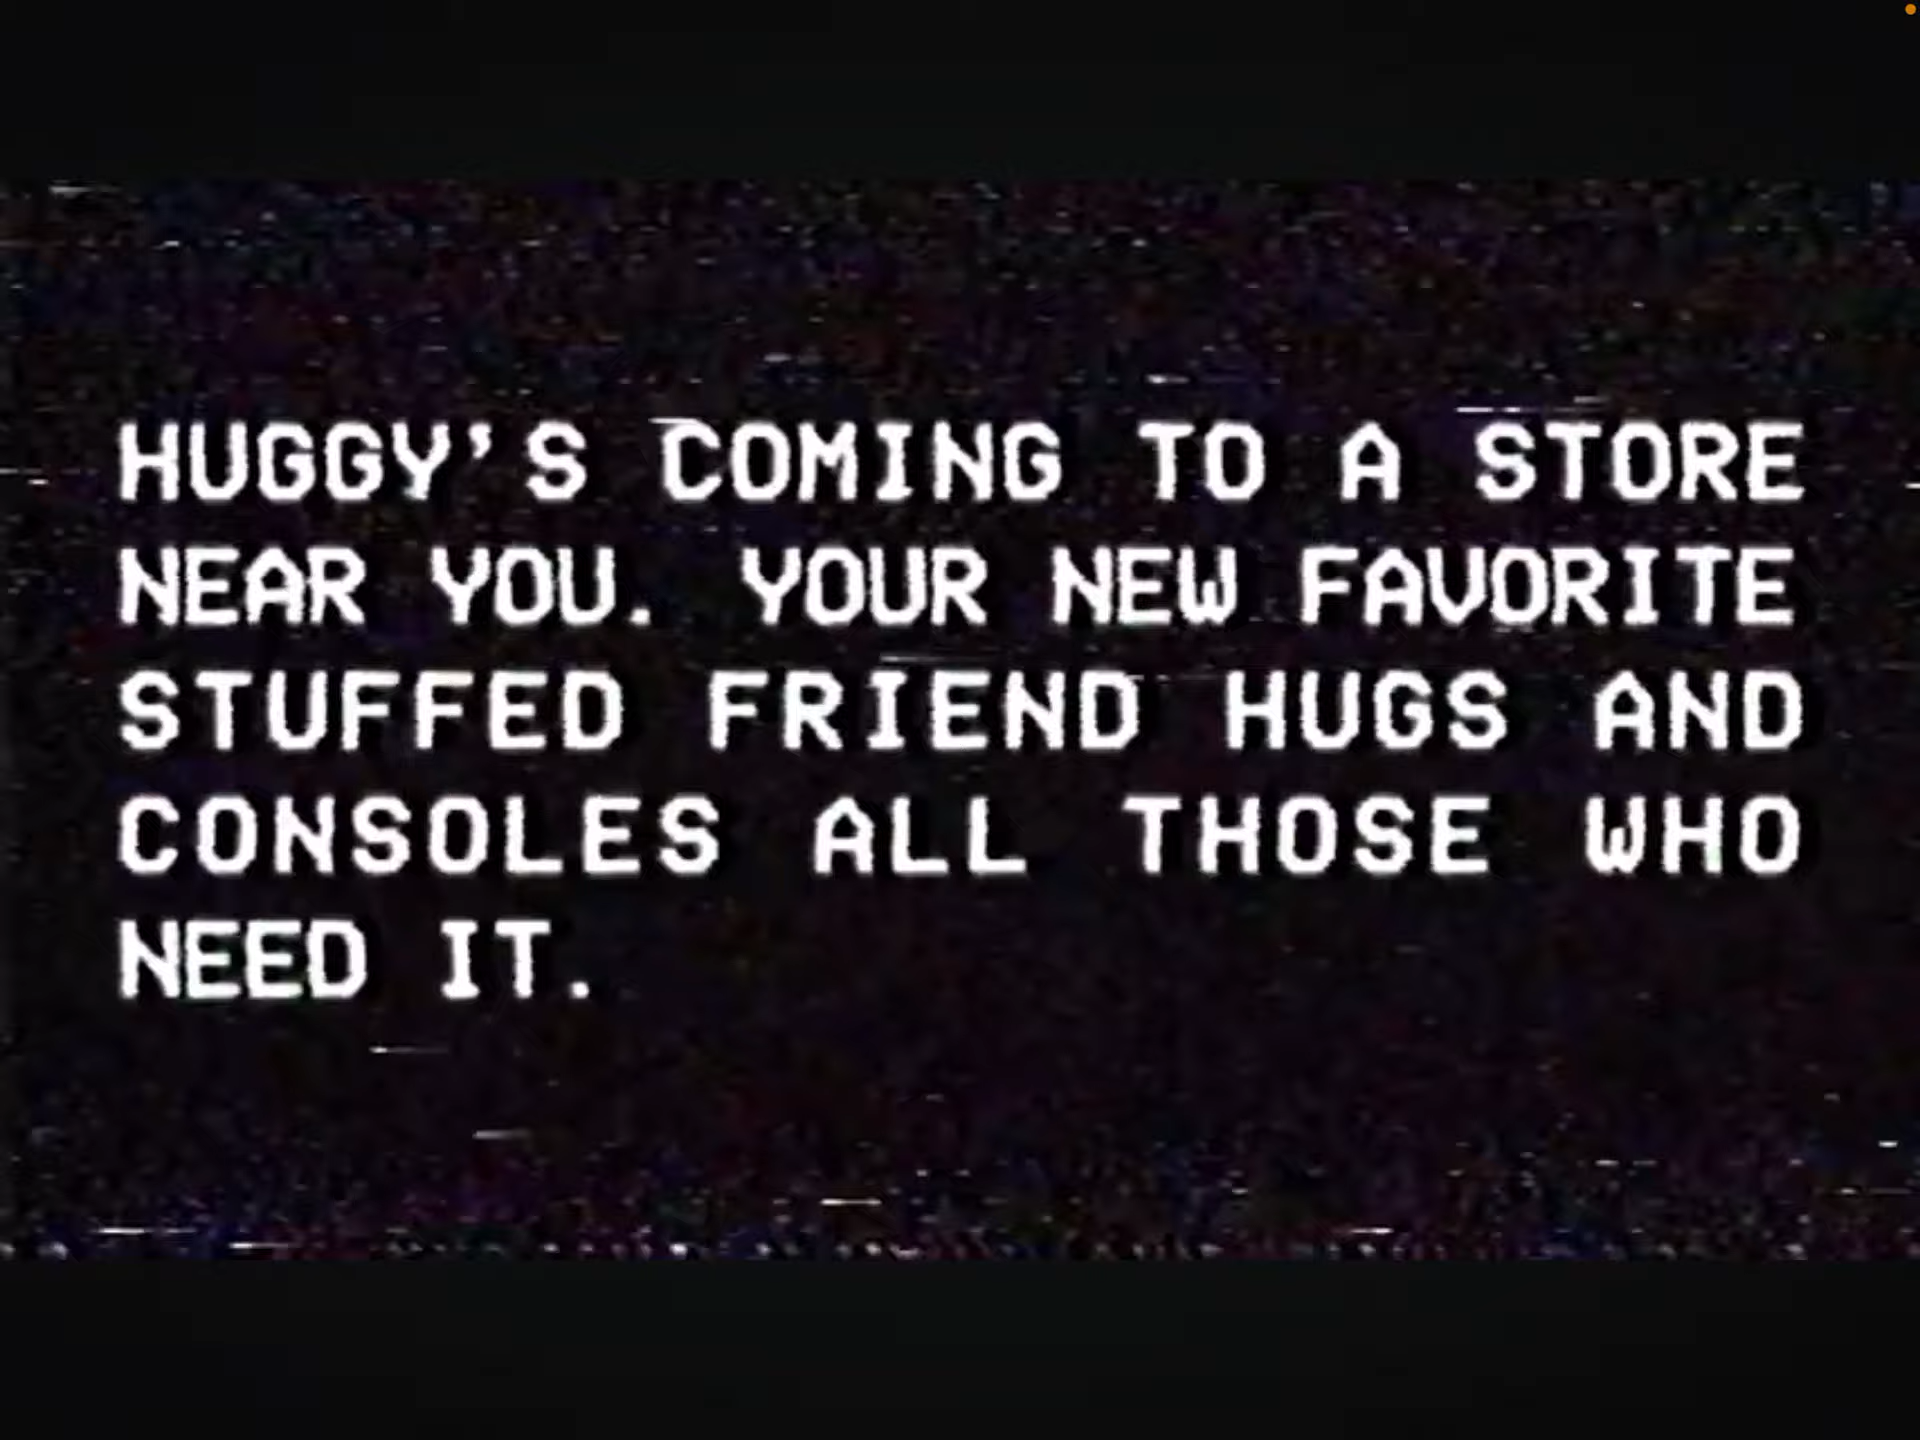 HUGGY'S COMING TO A STORE
NEAR YOU. YOUR NEW FAVORITE
STUFFED FRIEND HUGS AND
CONSOLES ALL THOSE WHO
NEED IT.